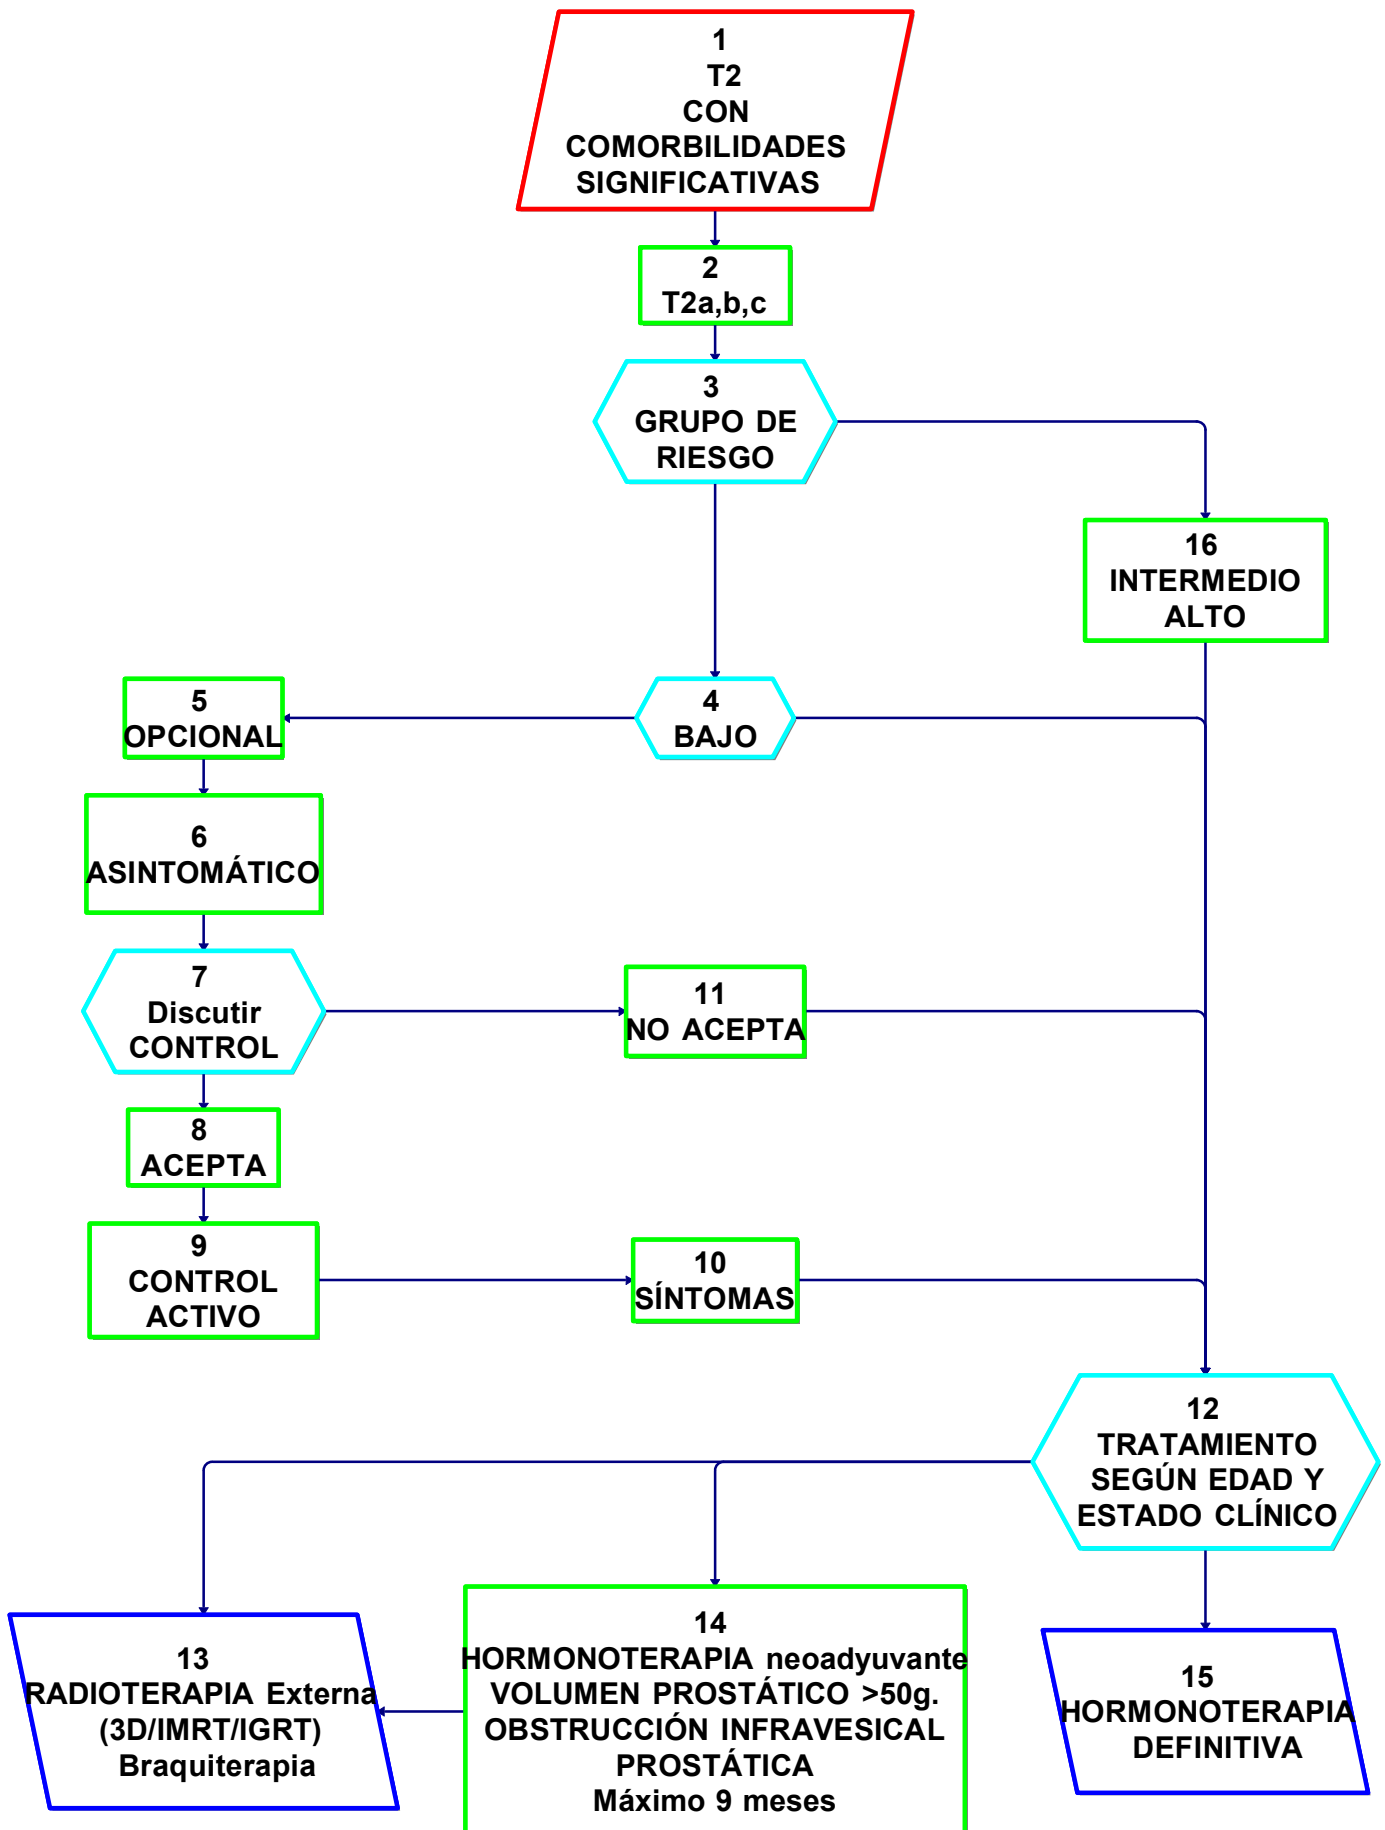 1
T2
CON
COMORBILIDADES
SIGNIFICATIVAS
2
T2a,b,c
3
GRUPO DE
RIESGO
16
INTERMEDIO
ALTO
5
OPCIONAL
4
BAJO
6
ASINTOMÁTICO
7
Discutir
CONTROL
11
NO ACEPTA
8
ACEPTA
9
CONTROL
ACTIVO
10
SÍNTOMAS
12
TRATAMIENTO
SEGÚN EDAD Y
ESTADO CLÍNICO
13
RADIOTERAPIA Externa
(3D/IMRT/IGRT)
Braquiterapia
14
HORMONOTERAPIA neoadyuvante
VOLUMEN PROSTÁTICO >50g.
OBSTRUCCIÓN INFRAVESICAL
PROSTÁTICA
Máximo 9 meses
15
HORMONOTERAPIA
DEFINITIVA